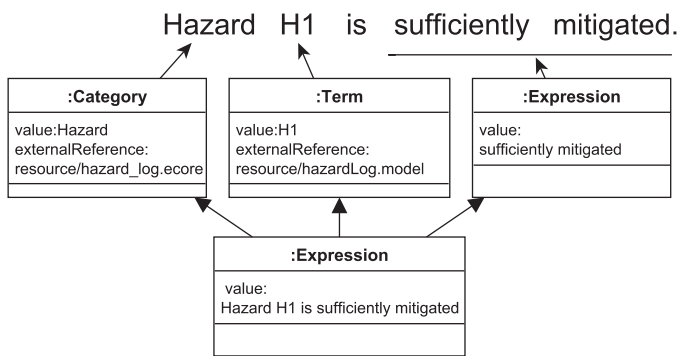 Hazard H1 is sufficiently mitigated.
:Category
value:Hazard
externalReference:
resource/hazard_log.ecore
:Term
value:H1
externalReference:
resource/hazardLog.model
:Expression
value:
sufficiently mitigated
:Expression
value:
Hazard H1 is sufficiently mitigated